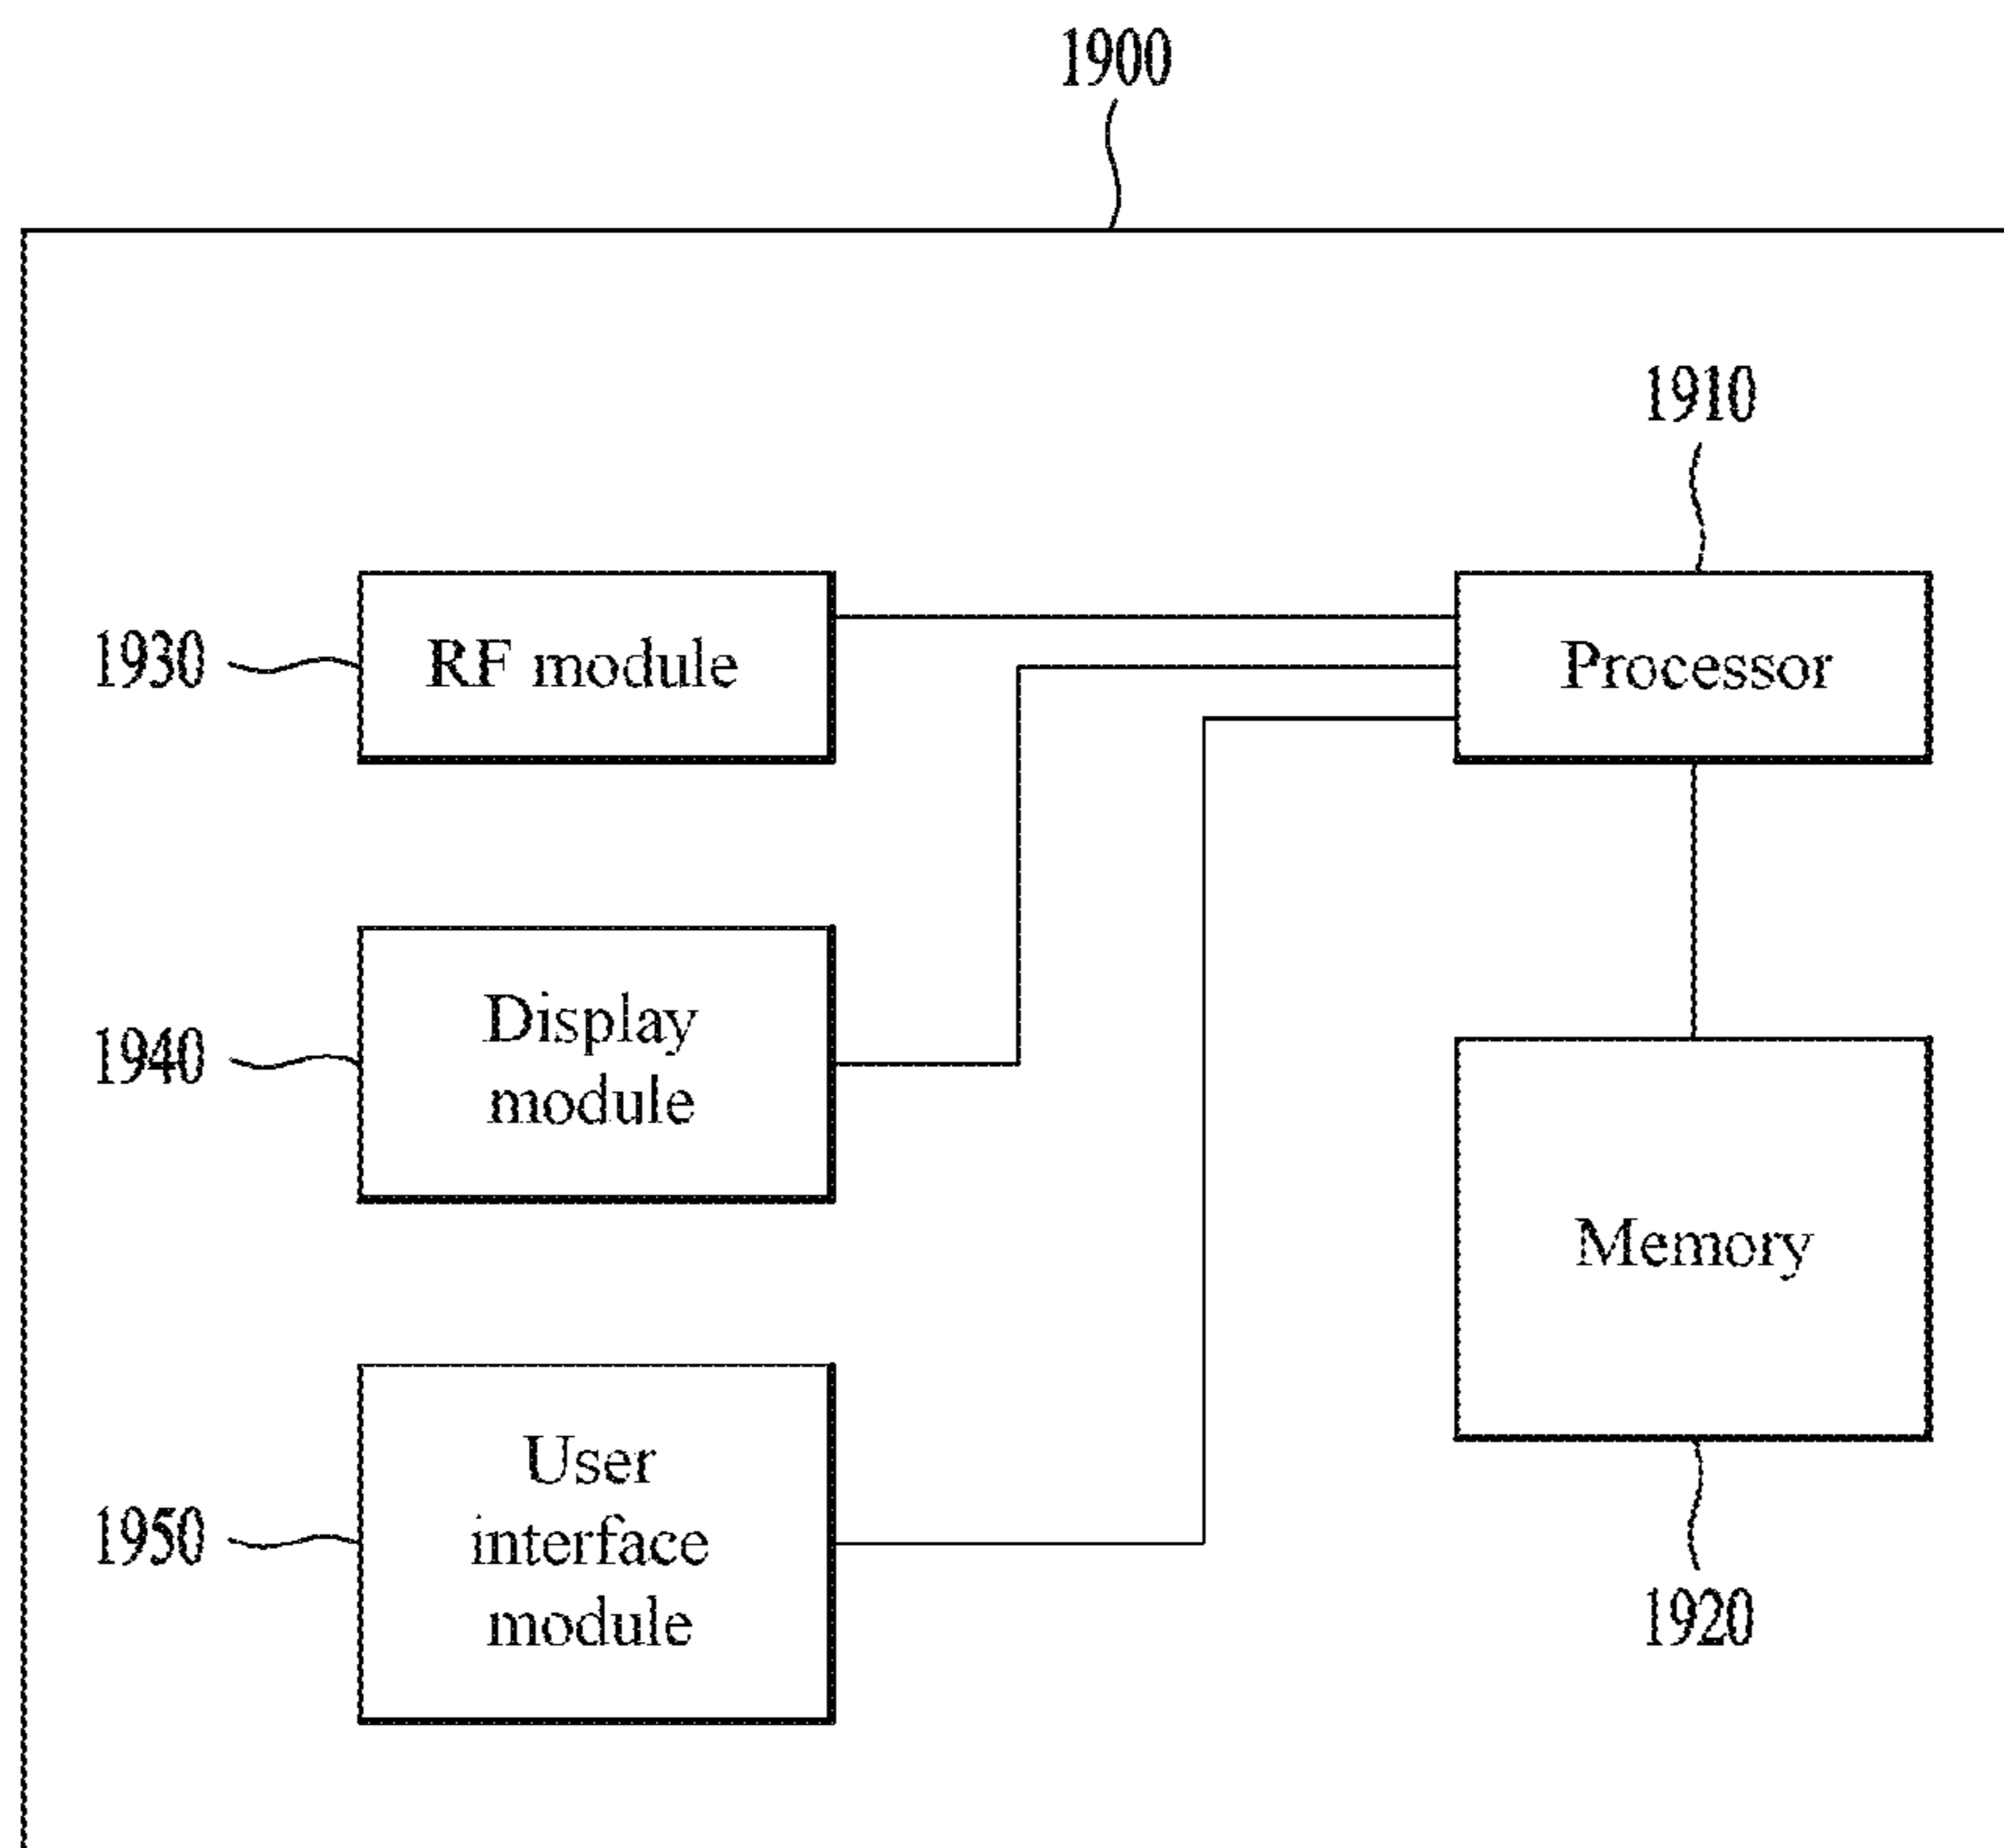 1900
1910
1930
RF module
Processor
1940
Display
module
Memory
1950
User
interface
module
1920